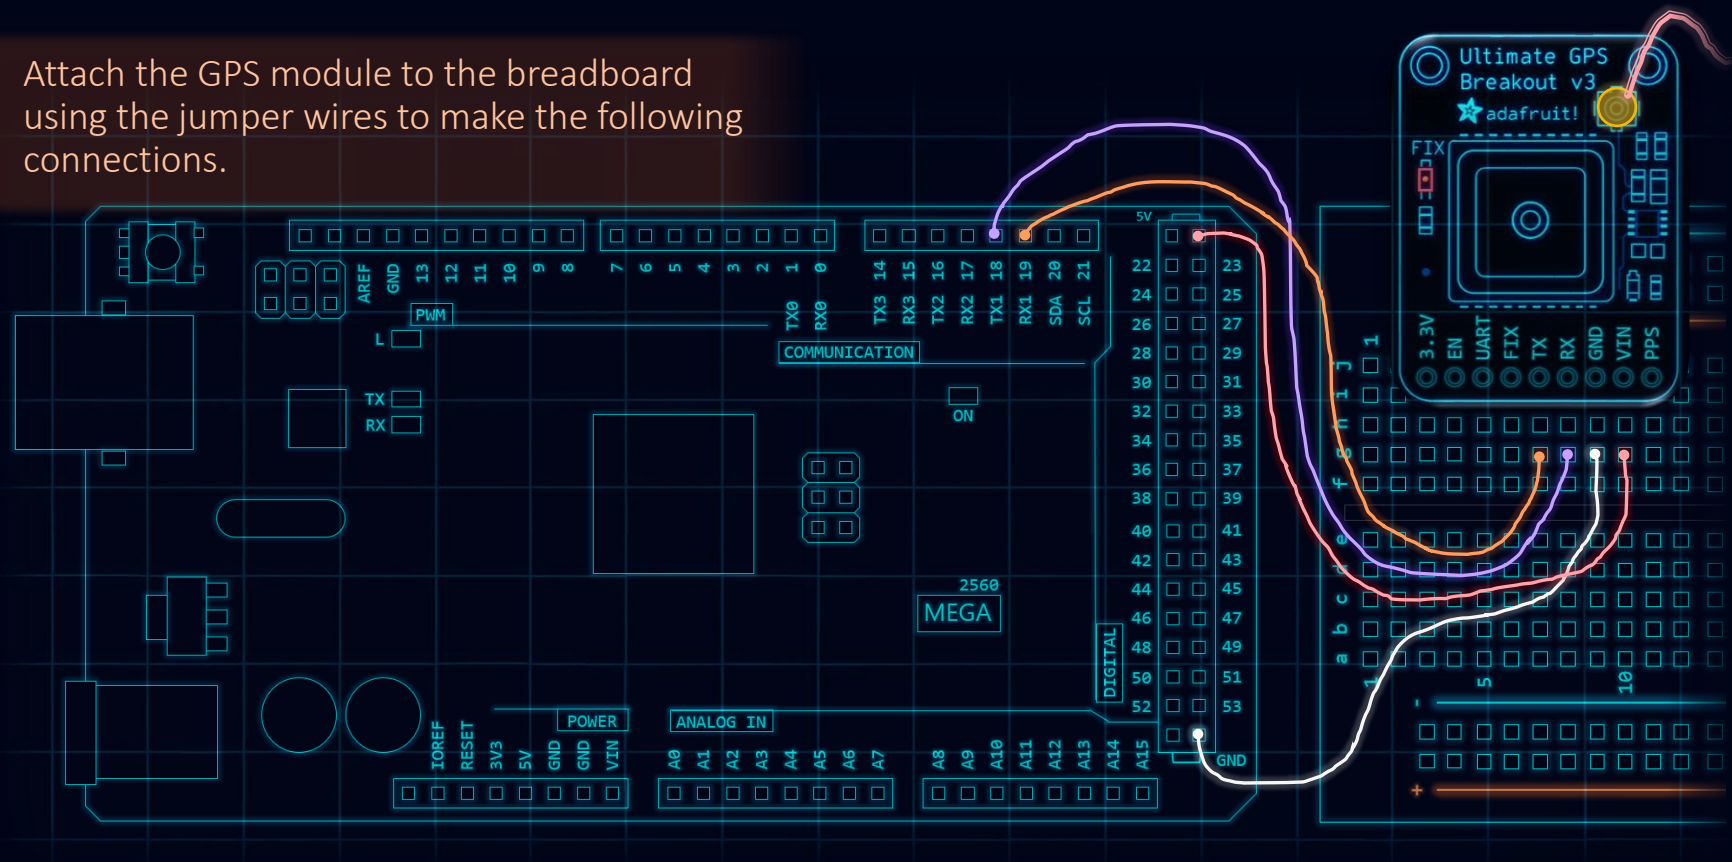 Attach the GPS module to the breadboard
using the jumper wires to make the following
connections.
Ultimate GPS
Breakout v3
adafruit!
FIX
3.3V EN UART FIX TX RX GND VIN PPS
AREF GND 13 12 11 10 9 8
7 6 5 4 3 2 1 0
TX0 RX0
14 15 16 17 18 19 20 21
TX3 RX3 TX2 RX2 TX1 RX1 SDA SCL
PWM
COMMUNICATION
L
TX
RX
ON
2560
MEGA
5V
22 23
24 25
26 27
28 29
30 31
32 33
34 35
36 37
38 39
40 41
42 43
44 45
46 47
48 49
50 51
52 53
GND
DIGITAL
POWER
IOREF RESET 3V3 5V GND GND VIN
ANALOG IN
A0 A1 A2 A3 A4 A5 A6 A7
A8 A9 A10 A11 A12 A13 A14 A15
1
j
i
h
g
f
e
d
c
b
a
1 5 10
-
+